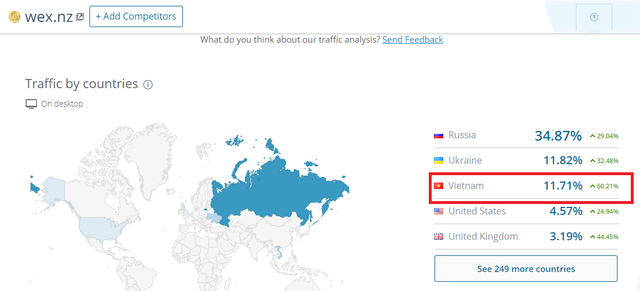 wex.nz + Add Competitors ?
What do you think about our traffic analysis? Send Feedback
Traffic by countries i
On desktop
Russia 34.87% 29.04%
Ukraine 11.82% 32.48%
Vietnam 11.71% 60.21%
United States 4.57% 24.94%
United Kingdom 3.19% 44.45%
See 249 more countries